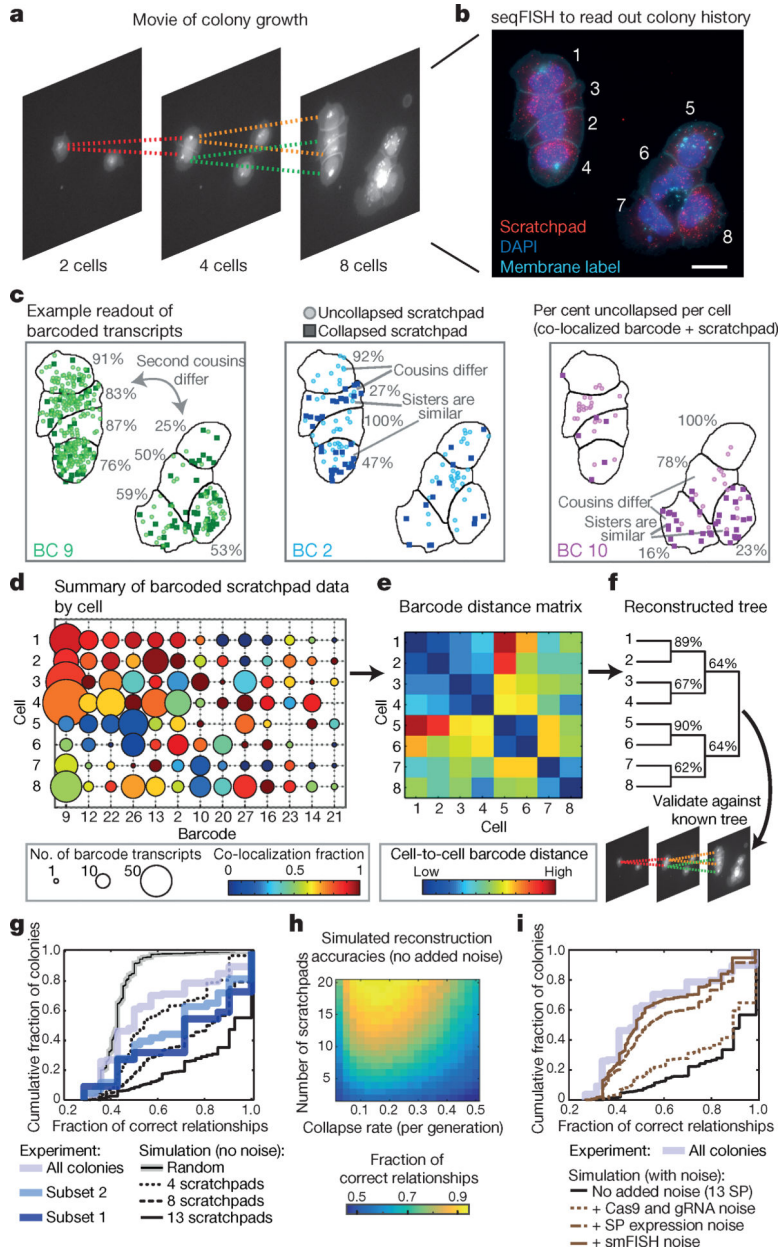 a
Movie of colony growth
2 cells
4 cells
8 cells
b
seqFISH to read out colony history
1
3
2
4
5
6
7
8
Scratchpad
DAPI
Membrane label
c
Example readout of
barcoded transcripts
Uncollapsed scratchpad
Collapsed scratchpad
Per cent uncollapsed per cell
(co-localized barcode + scratchpad)
91%
83%
87%
76%
Second cousins
differ
25%
50%
59%
53%
BC 9
92%
27%
100%
47%
Cousins differ
Sisters are
similar
BC 2
100%
78%
Cousins differ
Sisters are
similar
16%
23%
BC 10
d
Summary of barcoded scratchpad data
by cell
Cell
1
2
3
4
5
6
7
8
9 12 22 26 13 2 10 20 27 16 23 14 21
Barcode
No. of barcode transcripts
1 10 50
Co-localization fraction
0 0.5 1
e
Barcode distance matrix
Cell
1
2
3
4
5
6
7
8
1 2 3 4 5 6 7 8
Cell
Cell-to-cell barcode distance
Low High
f
Reconstructed tree
1
2
3
4
5
6
7
8
89%
67%
64%
90%
62%
64%
Validate against
known tree
g
Cumulative fraction of colonies
1.0
0.8
0.6
0.4
0.2
0
0.2 0.4 0.6 0.8 1.0
Fraction of correct relationships
Experiment:
All colonies
Subset 2
Subset 1
Simulation (no noise):
Random
4 scratchpads
8 scratchpads
13 scratchpads
h
Simulated reconstruction
accuracies (no added noise)
Number of scratchpads
20
15
10
5
0.1 0.2 0.3 0.4 0.5
Collapse rate (per generation)
Fraction of
correct relationships
0.5 0.7 0.9
i
Cumulative fraction of colonies
1.0
0.8
0.6
0.4
0.2
0
0.2 0.4 0.6 0.8 1.0
Fraction of correct relationships
Experiment:
All colonies
Simulation (with noise):
No added noise (13 SP)
+ Cas9 and gRNA noise
+ SP expression noise
+ smFISH noise